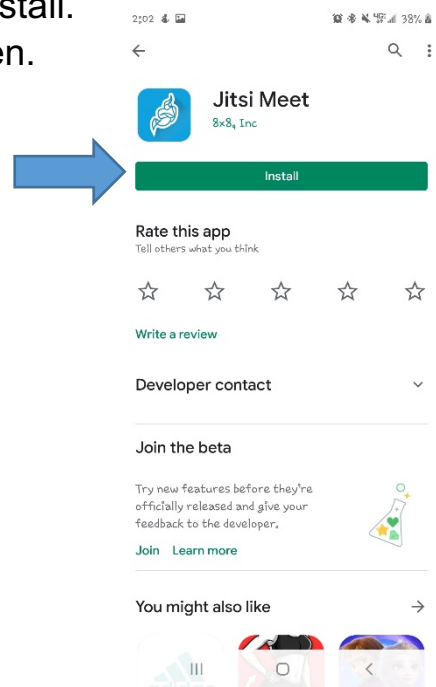 stall.
en.
2:02 38%
Jitsi Meet
8x8, Inc
Install
Rate this app
Tell others what you think
Write a review
Developer contact
Join the beta
Try new features before they're
officially released and give your
feedback to the developer.
Join Learn more
You might also like